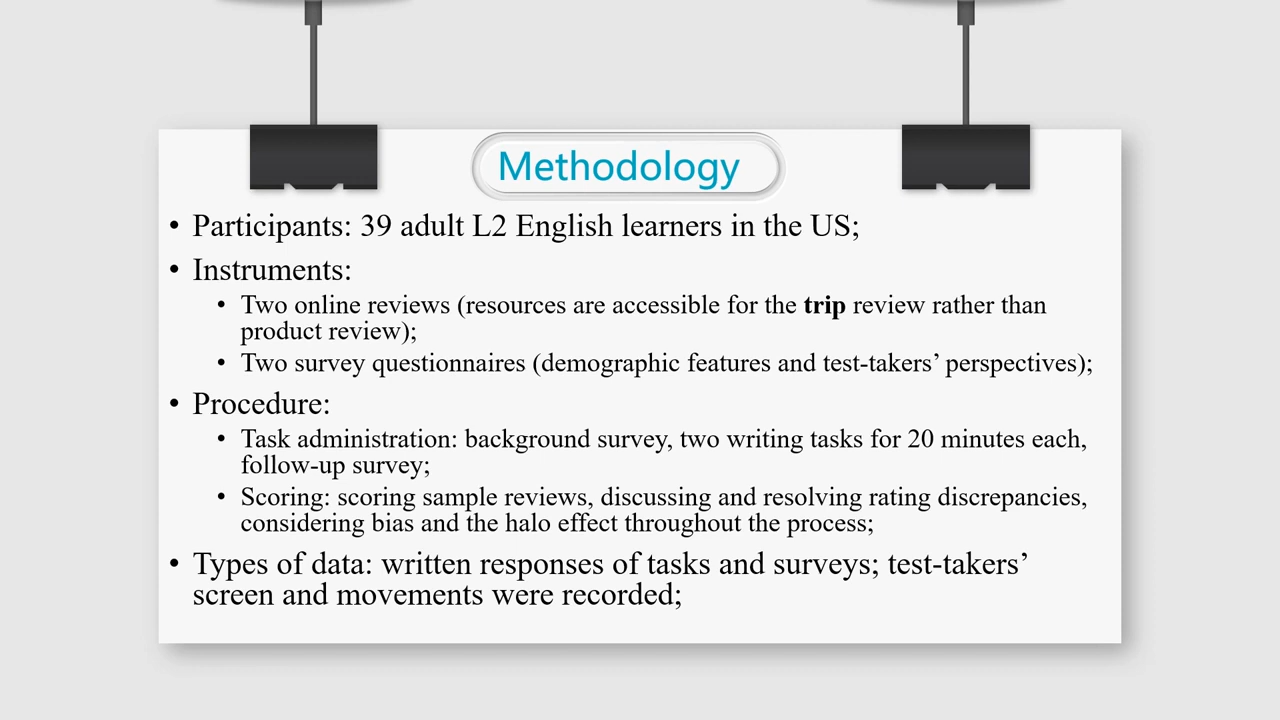 Methodology
• Participants: 39 adult L2 English learners in the US;
• Instruments:
• Two online reviews (resources are accessible for the trip review rather than
product review);
• Two survey questionnaires (demographic features and test-takers’ perspectives);
• Procedure:
• Task administration: background survey, two writing tasks for 20 minutes each,
follow-up survey;
• Scoring: scoring sample reviews, discussing and resolving rating discrepancies,
considering bias and the halo effect throughout the process;
• Types of data: written responses of tasks and surveys; test-takers’
screen and movements were recorded;